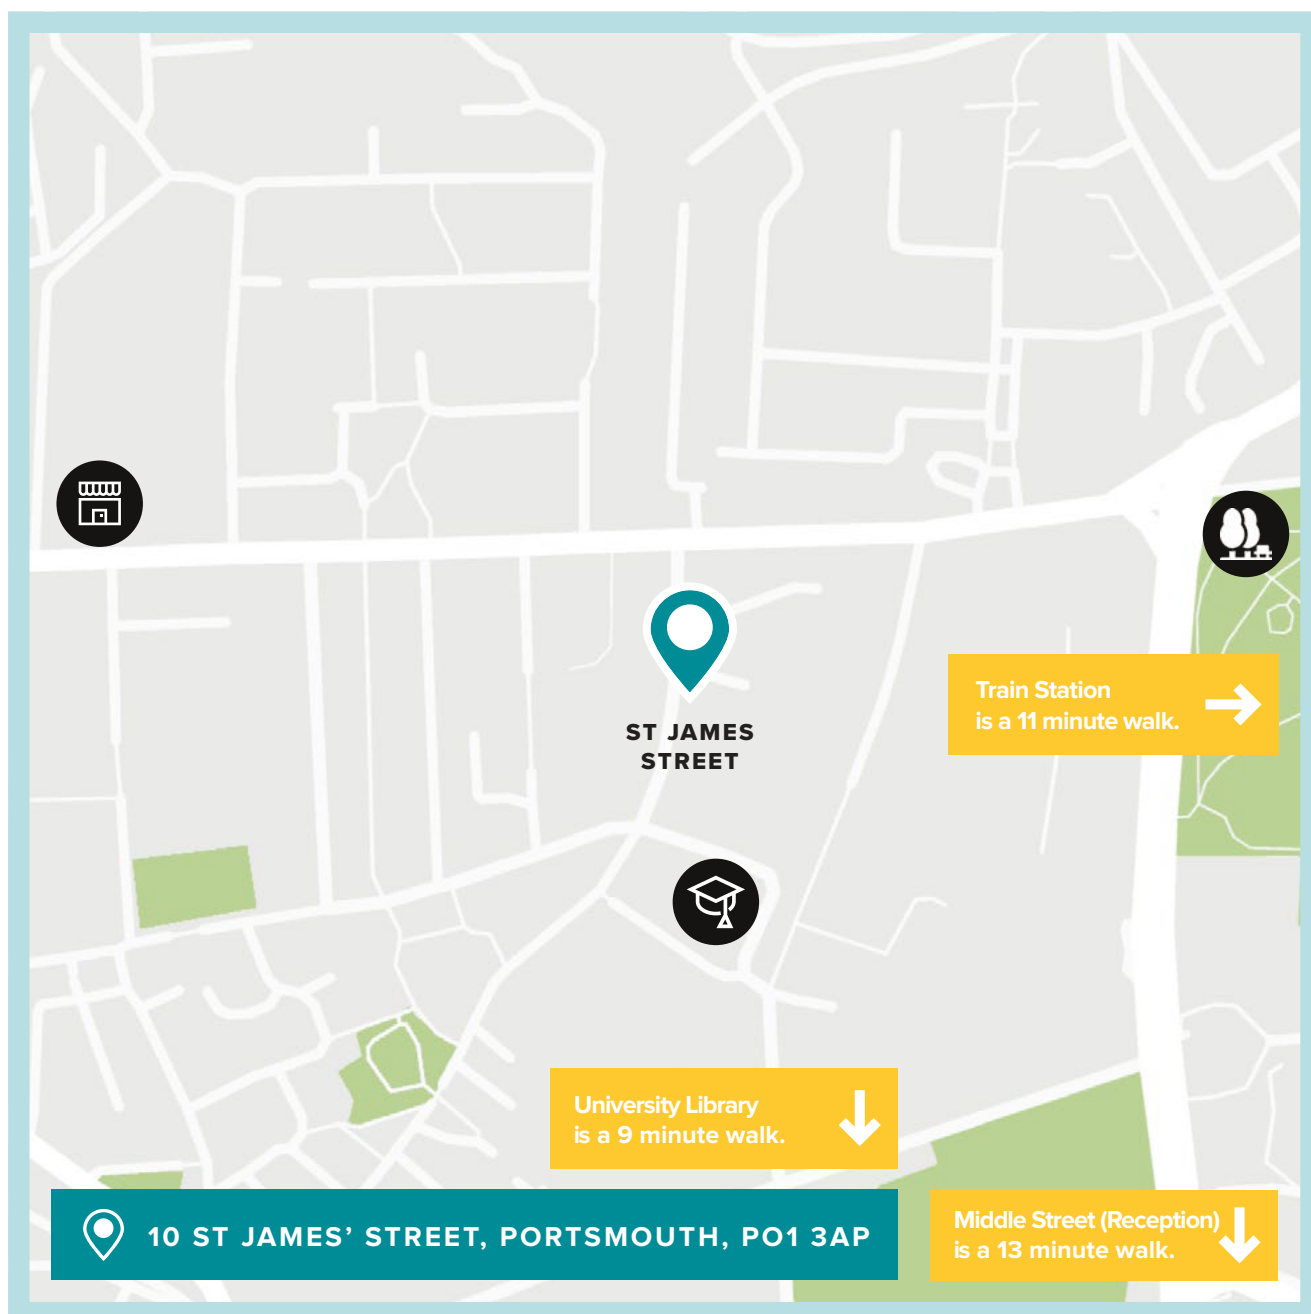 ST JAMES
STREET
Train Station
is a 11 minute walk.
University Library
is a 9 minute walk.
10 ST JAMES’ STREET, PORTSMOUTH, PO1 3AP
Middle Street (Reception)
is a 13 minute walk.